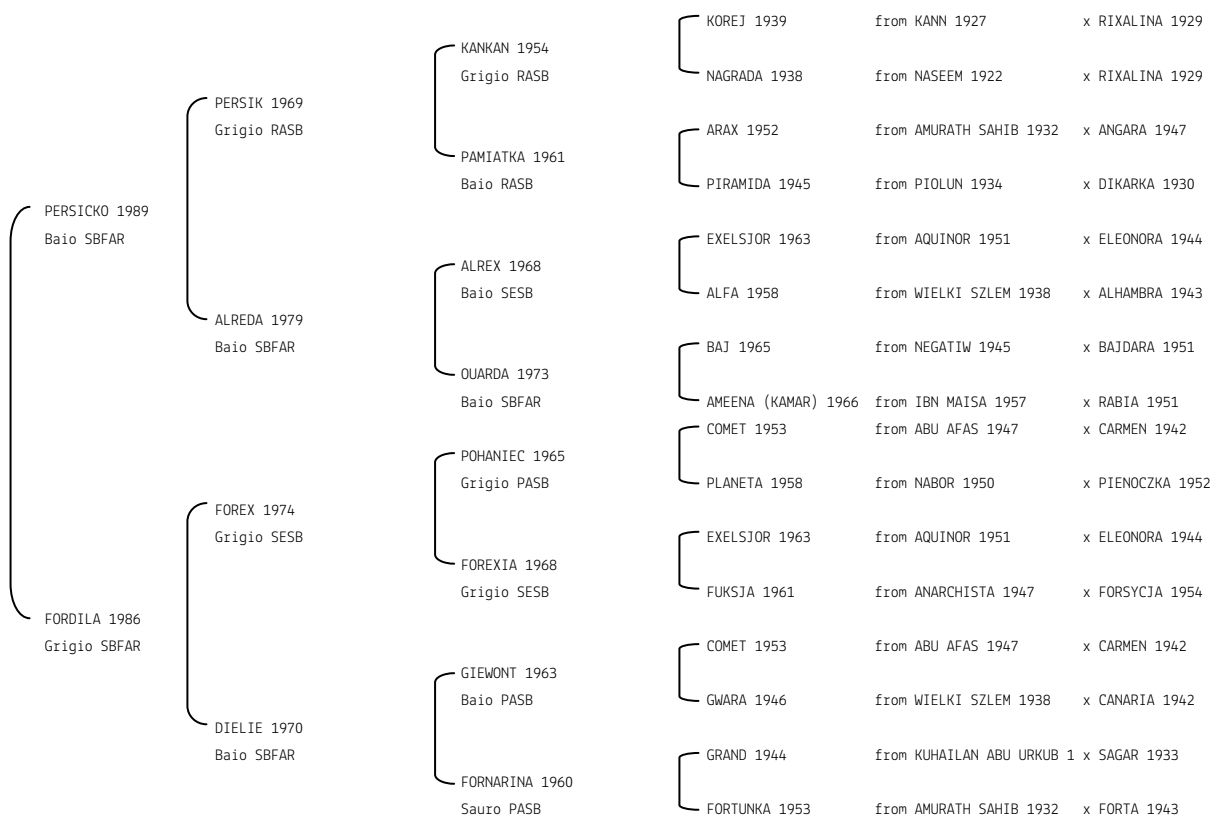 KOREJ 1939 from KANN 1927 x RIXALINA 1929
KANKAN 1954
Grigio RASB NAGRADA 1938 from NASEEM 1922 x RIXALINA 1929
PERSIK 1969
Grigio RASB ARAX 1952 from AMURATH SAHIB 1932 x ANGARA 1947
PAMIATKA 1961
Baio RASB PIRAMIDA 1945 from PIOLUN 1934 x DIKARKA 1930
PERSICKO 1989
Baio SBFAR EXELSJOR 1963 from AQUINOR 1951 x ELEONORA 1944
ALREX 1968
Baio SESB ALFA 1958 from WIELKI SZLEM 1938 x ALHAMBRA 1943
ALREDA 1979
Baio SBFAR BAJ 1965 from NEGATIW 1945 x BAJDARA 1951
OUARDA 1973
Baio SBFAR AMEENA (KAMAR) 1966 from IBN MAISA 1957 x RABIA 1951
COMET 1953 from ABU AFAS 1947 x CARMEN 1942
POHANIEC 1965
Grigio PASB PLANETA 1958 from NABOR 1950 x PIENOCZKA 1952
FOREX 1974
Grigio SESB EXELSJOR 1963 from AQUINOR 1951 x ELEONORA 1944
FOREXIA 1968
Grigio SESB FUKSJA 1961 from ANARCHISTA 1947 x FORSYCJA 1954
FORDILA 1986
Grigio SBFAR COMET 1953 from ABU AFAS 1947 x CARMEN 1942
GIEWONT 1963
Baio PASB GWARA 1946 from WIELKI SZLEM 1938 x CANARIA 1942
DIELIE 1970
Baio SBFAR GRAND 1944 from KUHAILAN ABU URKUB 1 x SAGAR 1933
FORNARINA 1960
Sauro PASB FORTUNKA 1953 from AMURATH SAHIB 1932 x FORTA 1943